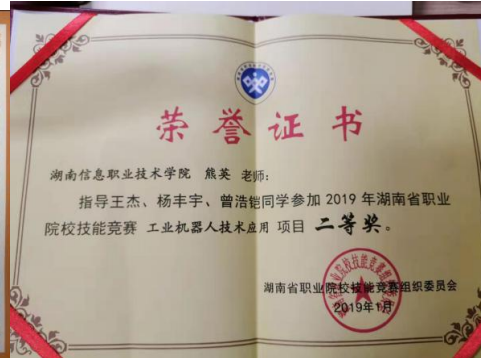 荣誉证书
湖南信息职业技术学院 熊英 老师:
指导王杰、杨丰宇、曾浩铠同学参加2019年湖南省职业
院校技能竞赛 工业机器人技术应用 项目 二等奖。
湖南省职业院校技能竞赛组织委员会
2019年1月